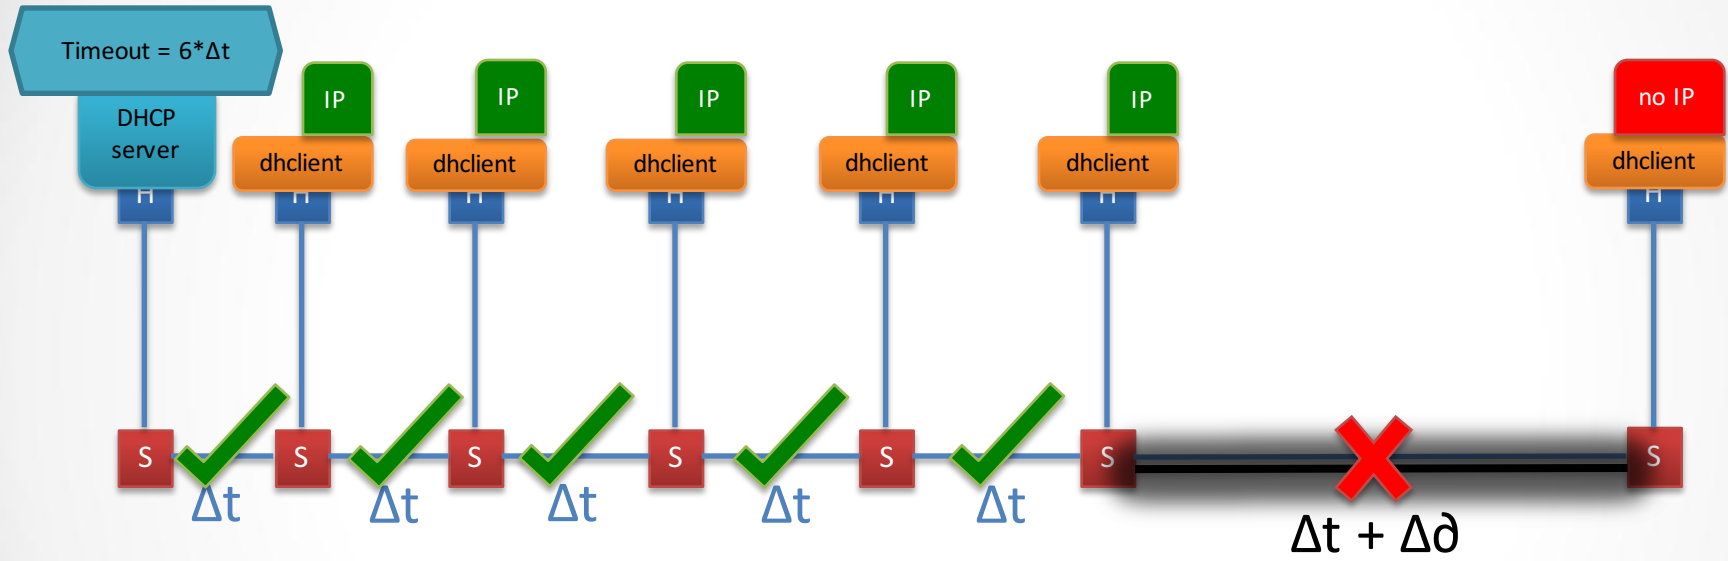 Timeout = 6*Δt
DHCP
server
IP
IP
IP
IP
IP
no IP
dhclient
dhclient
dhclient
dhclient
dhclient
dhclient
H
H
H
H
H
H
H
S
S
S
S
S
S
S
Δt
Δt
Δt
Δt
Δt
Δt + Δ∂